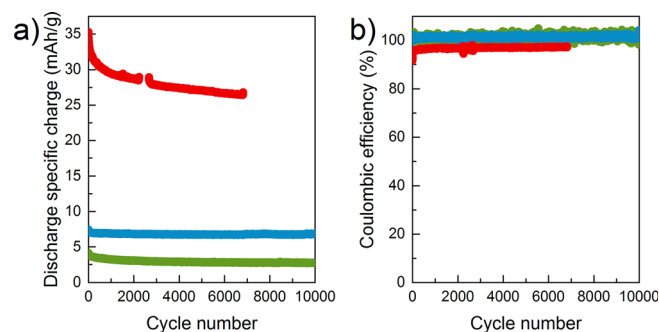 a)
Discharge specific charge (mAh/g)
40
35
30
25
20
15
10
5
0
0 2000 4000 6000 8000 10000
Cycle number
b)
Coulombic efficiency (%)
100
80
60
40
20
0
0 2000 4000 6000 8000 10000
Cycle number